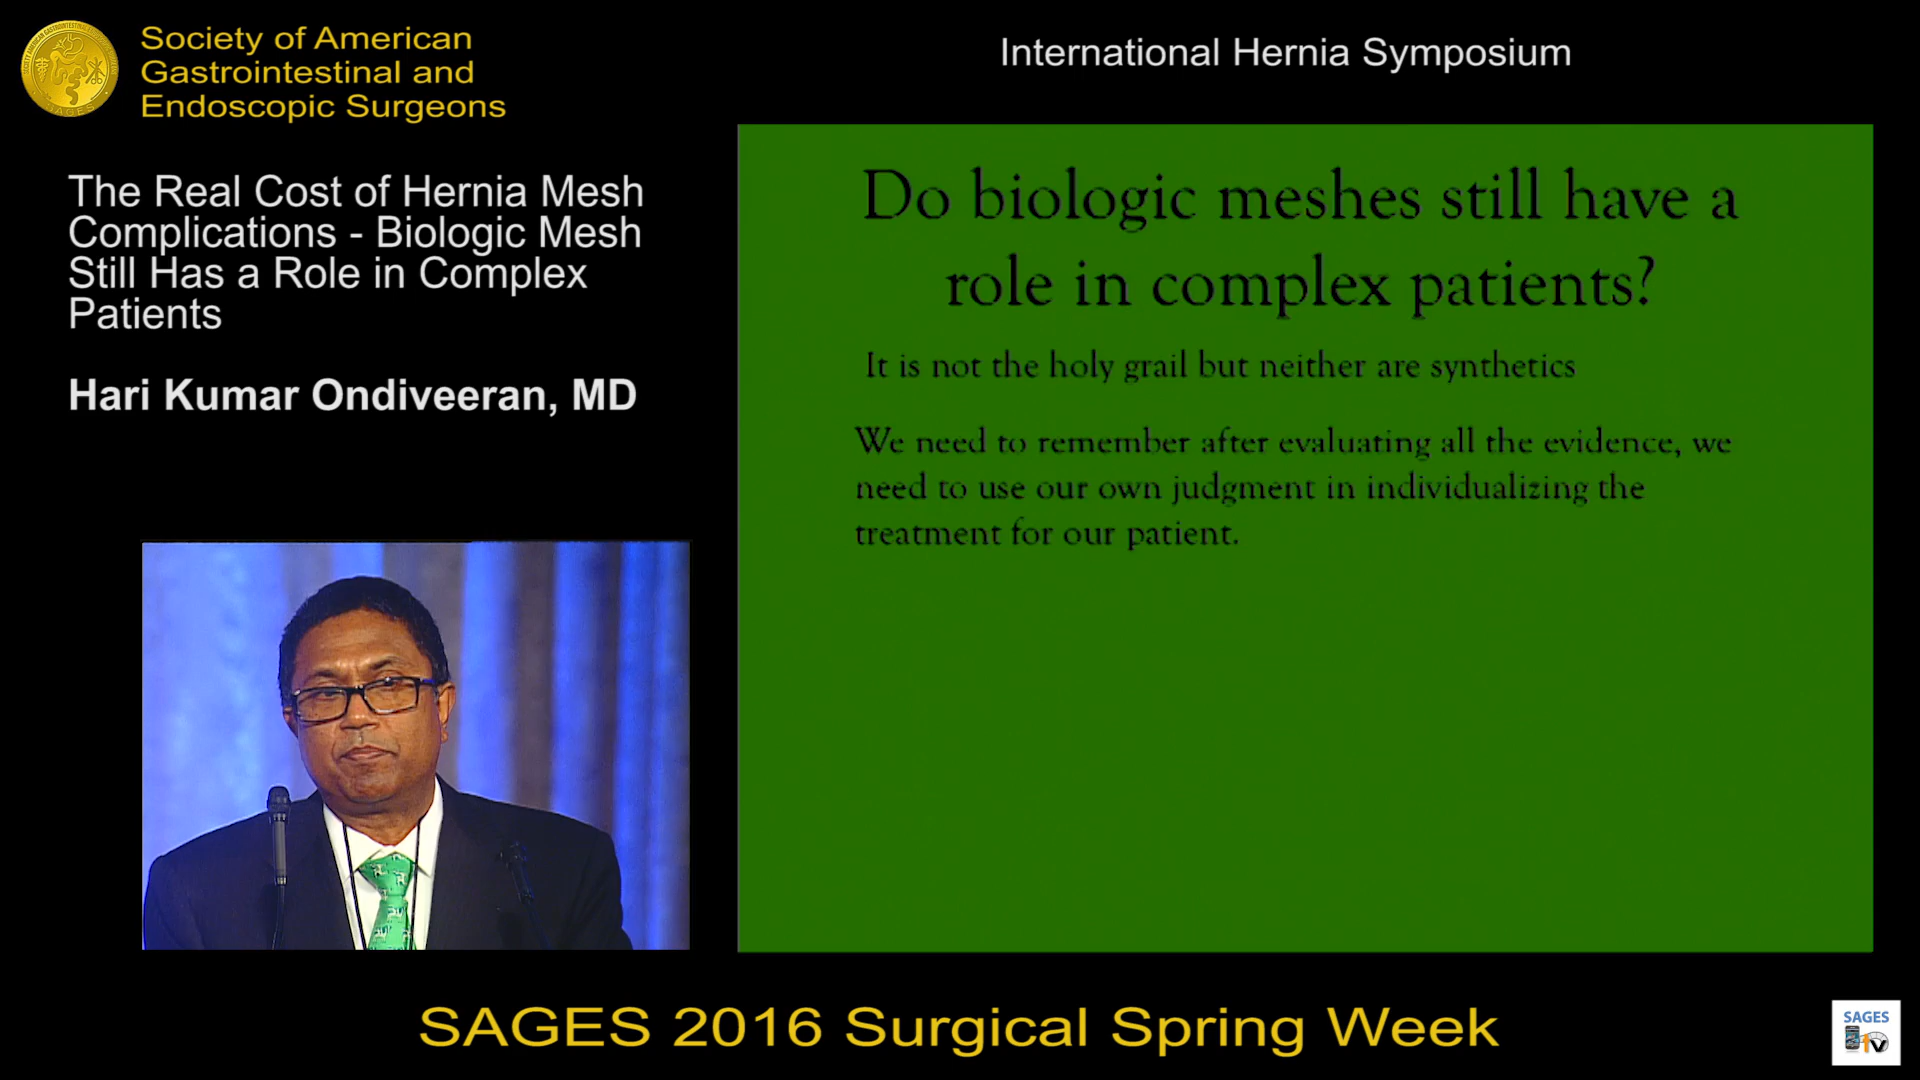 Society of American
Gastrointestinal and
Endoscopic Surgeons
International Hernia Symposium
The Real Cost of Hernia Mesh
Complications - Biologic Mesh
Still Has a Role in Complex
Patients
Hari Kumar Ondiveeran, MD
Do biologic meshes still have a
role in complex patients?
It is not the holy grail but neither are synthetics
We need to remember after evaluating all the evidence, we
need to use our own judgment in individualizing the
treatment for our patient.
SAGES 2016 Surgical Spring Week
SAGES
TV